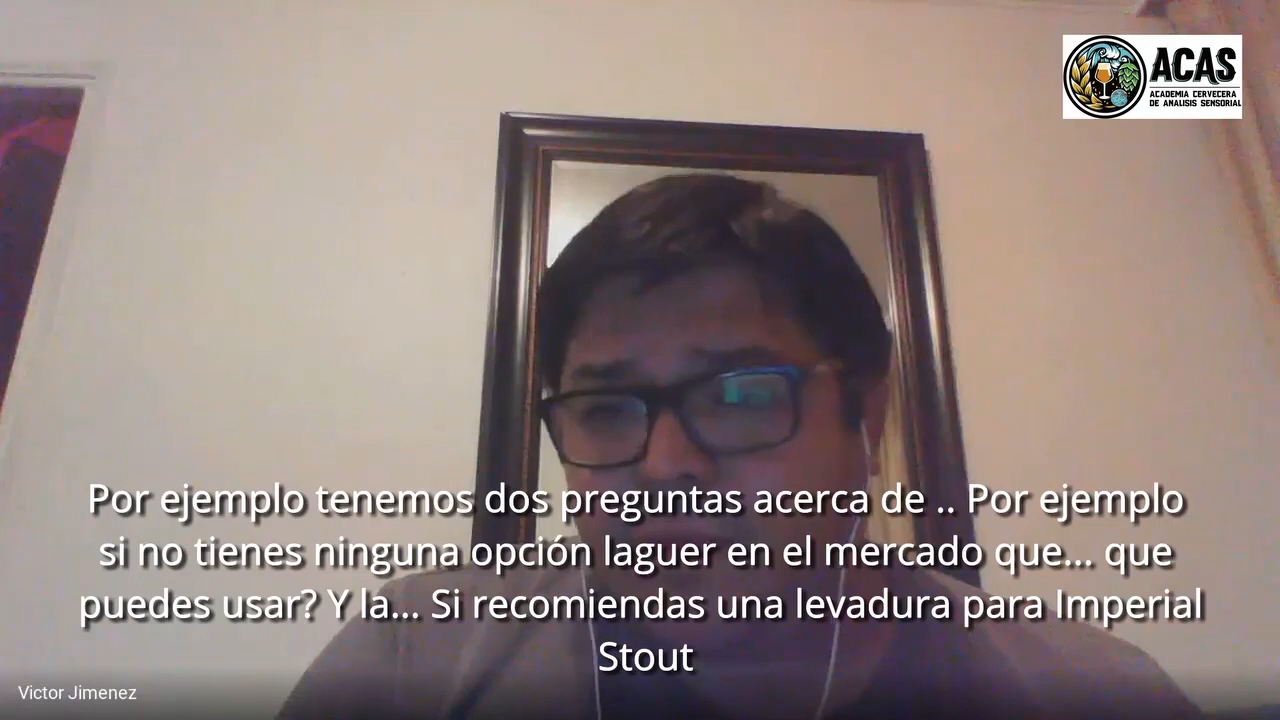 ACAS
ACADEMIA CERVECERA
DE ANALISIS SENSORIAL
Por ejemplo tenemos dos preguntas acerca de .. Por ejemplo
si no tienes ninguna opción laguer en el mercado que... que
puedes usar? Y la... Si recomiendas una levadura para Imperial
Stout
Victor Jimenez